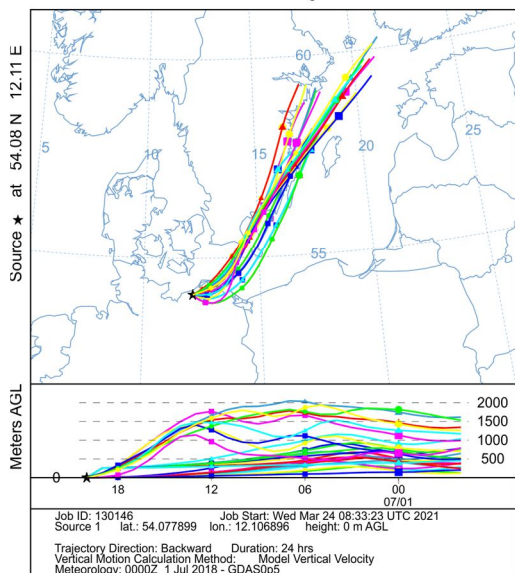 Source ★ at 54.08 N 12.11 E
60
5
10
15
20
25
55
Meters AGL
2000
1500
1000
500
0
18 12 06 00
07/01
Job ID: 130146 Job Start: Wed Mar 24 08:33:23 UTC 2021
Source 1 lat.: 54.077899 lon.: 12.106896 height: 0 m AGL
Trajectory Direction: Backward Duration: 24 hrs
Vertical Motion Calculation Method: Model Vertical Velocity
Meteorology: 0000Z 1 Jul 2018 - GDAS0p5